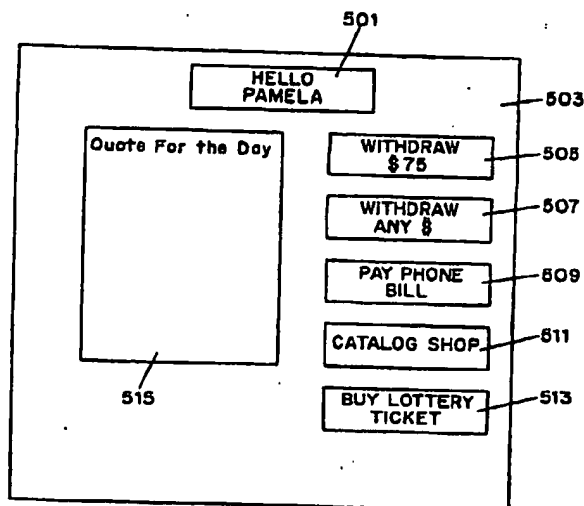 501
HELLO
PAMELA
503
Quote For the Day
WITHDRAW
$75
505
WITHDRAW
ANY $
507
PAY PHONE
BILL
509
CATALOG SHOP
511
BUY LOTTERY
TICKET
513
515